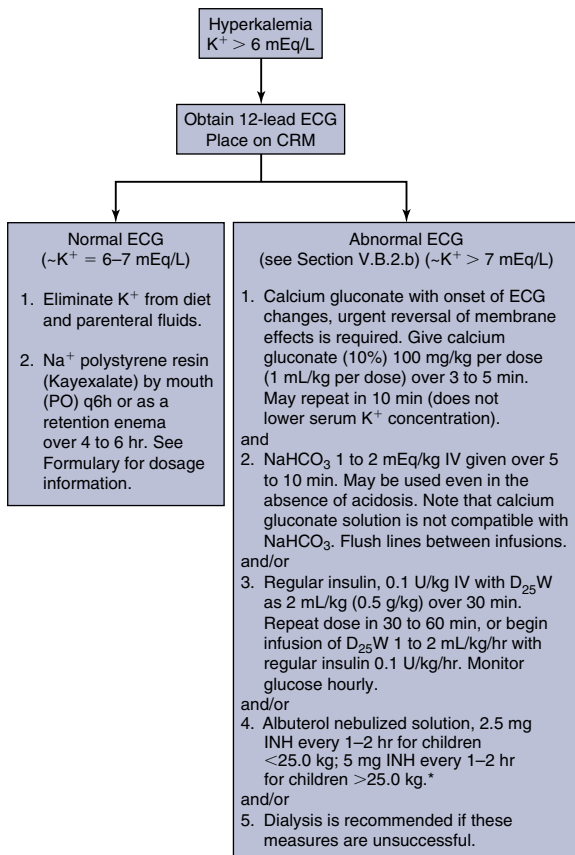 Hyperkalemia
K⁺ > 6 mEq/L
Obtain 12-lead ECG
Place on CRM
Normal ECG
(~K⁺ = 6–7 mEq/L)
1. Eliminate K⁺ from diet
and parenteral fluids.
2. Na⁺ polystyrene resin
(Kayexalate) by mouth
(PO) q6h or as a
retention enema
over 4 to 6 hr. See
Formulary for dosage
information.
Abnormal ECG
(see Section V.B.2.b) (~K⁺ > 7 mEq/L)
1. Calcium gluconate with onset of ECG
changes, urgent reversal of membrane
effects is required. Give calcium
gluconate (10%) 100 mg/kg per dose
(1 mL/kg per dose) over 3 to 5 min.
May repeat in 10 min (does not
lower serum K⁺ concentration).
and
2. NaHCO₃ 1 to 2 mEq/kg IV given over 5
to 10 min. May be used even in the
absence of acidosis. Note that calcium
gluconate solution is not compatible with
NaHCO₃. Flush lines between infusions.
and/or
3. Regular insulin, 0.1 U/kg IV with D₂₅W
as 2 mL/kg (0.5 g/kg) over 30 min.
Repeat dose in 30 to 60 min, or begin
infusion of D₂₅W 1 to 2 mL/kg/hr with
regular insulin 0.1 U/kg/hr. Monitor
glucose hourly.
and/or
4. Albuterol nebulized solution, 2.5 mg
INH every 1–2 hr for children
<25.0 kg; 5 mg INH every 1–2 hr
for children >25.0 kg.*
and/or
5. Dialysis is recommended if these
measures are unsuccessful.